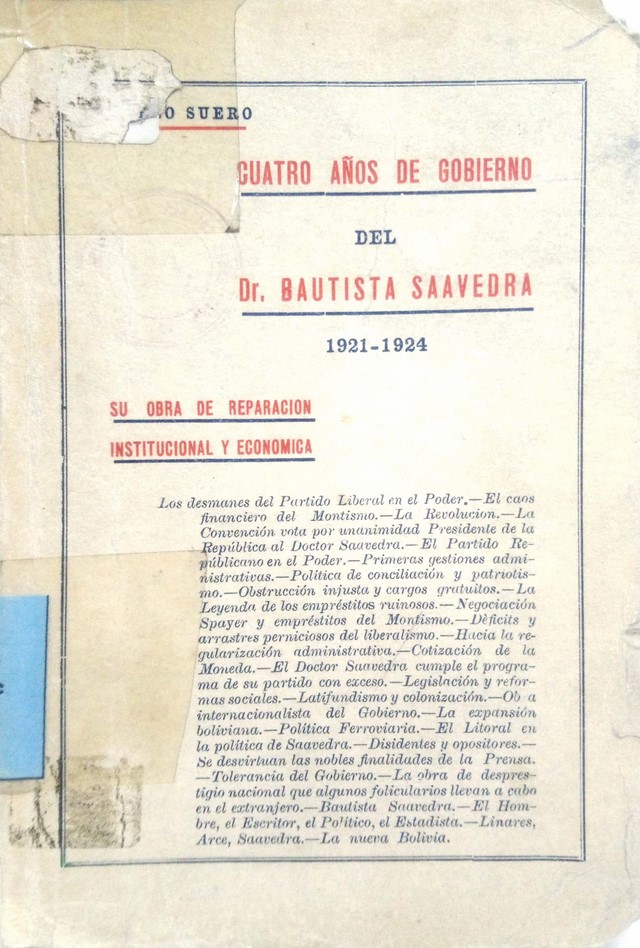 SUERO
CUATRO AÑOS DE GOBIERNO
DEL
Dr. BAUTISTA SAAVEDRA
1921-1924
SU OBRA DE REPARACION
INSTITUCIONAL Y ECONOMICA
Los desmanes del Partido Liberal en el Poder.—El caos
financiero del Montismo.—La Revolucion.—La
Convención vota por unanimidad Presidente de la
República al Doctor Saavedra.—El Partido Re-
publicano en el Poder.—Primeras gestiones admi-
nistrativas.—Política de conciliación y patriotis-
mo.—Obstrucción injusta y cargos gratuitos.—La
Leyenda de los empréstitos ruinosos.—Negociación
Spayer y empréstitos del Montismo.—Dèficits y
arrastres perniciosos del liberalismo.—Hacia la re-
gularización administrativa.—Cotización de la
Moneda.—El Doctor Saavedra cumple el progra-
ma de su partido con exceso.—Legislación y refor-
mas sociales.—Latifundismo y colonización.—Ob a
internacionalista del Gobierno.—La expansión
boliviana.—Política Ferroviaria.—El Litoral en
la política de Saavedra.—Disidentes y opositores.—
Se desvirtuan las nobles finalidades de la Prensa.
—Tolerancia del Gobierno.—La obra de despres-
tigio nacional que algunos folicularios llevan a cabo
en el extranjero.—Bautista Saavedra.—El Hom-
bre, el Escritor, el Político, el Estadista.—Linares,
Arce, Saavedra.—La nueva Bolivia.